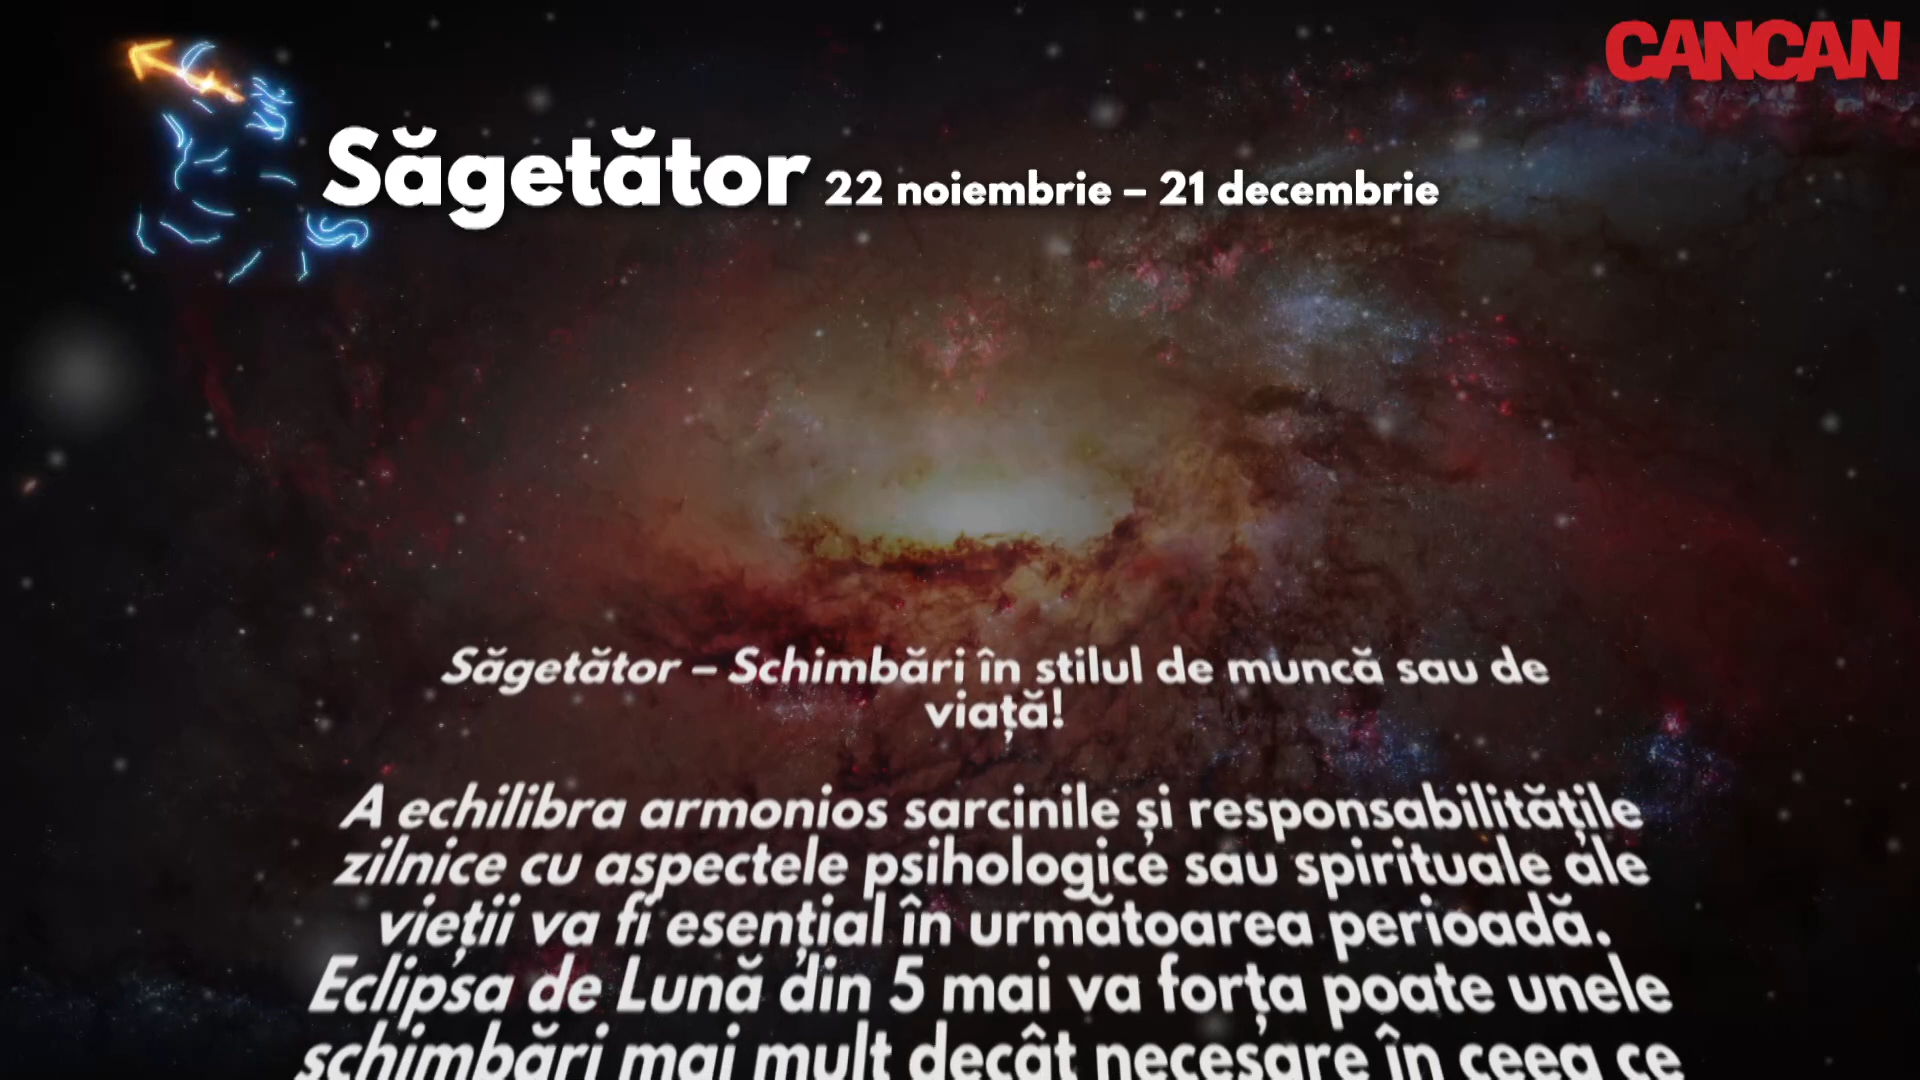 CANCAN
Săgetător 22 noiembrie – 21 decembrie
Săgetător – Schimbări în stilul de muncă sau de
viață!
A echilibra armonios sarcinile și responsabilitățile
zilnice cu aspectele psihologice sau spirituale ale
vieții va fi esențial în următoarea perioadă.
Eclipsa de Lună din 5 mai va forța poate unele
schimbări mai mult decât necesare în ceea ce